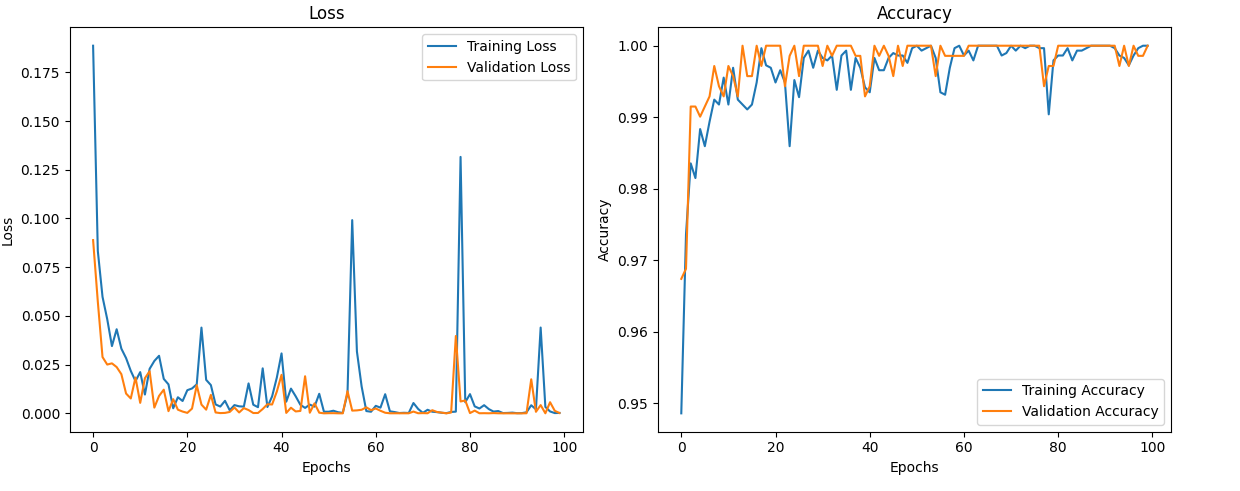 Loss
Training Loss
Validation Loss
0.175
0.150
0.125
0.100
0.075
0.050
0.025
0.000
Loss
0 20 40 60 80 100
Epochs
Accuracy
1.00
0.99
0.98
0.97
0.96
0.95
Accuracy
Training Accuracy
Validation Accuracy
0 20 40 60 80 100
Epochs